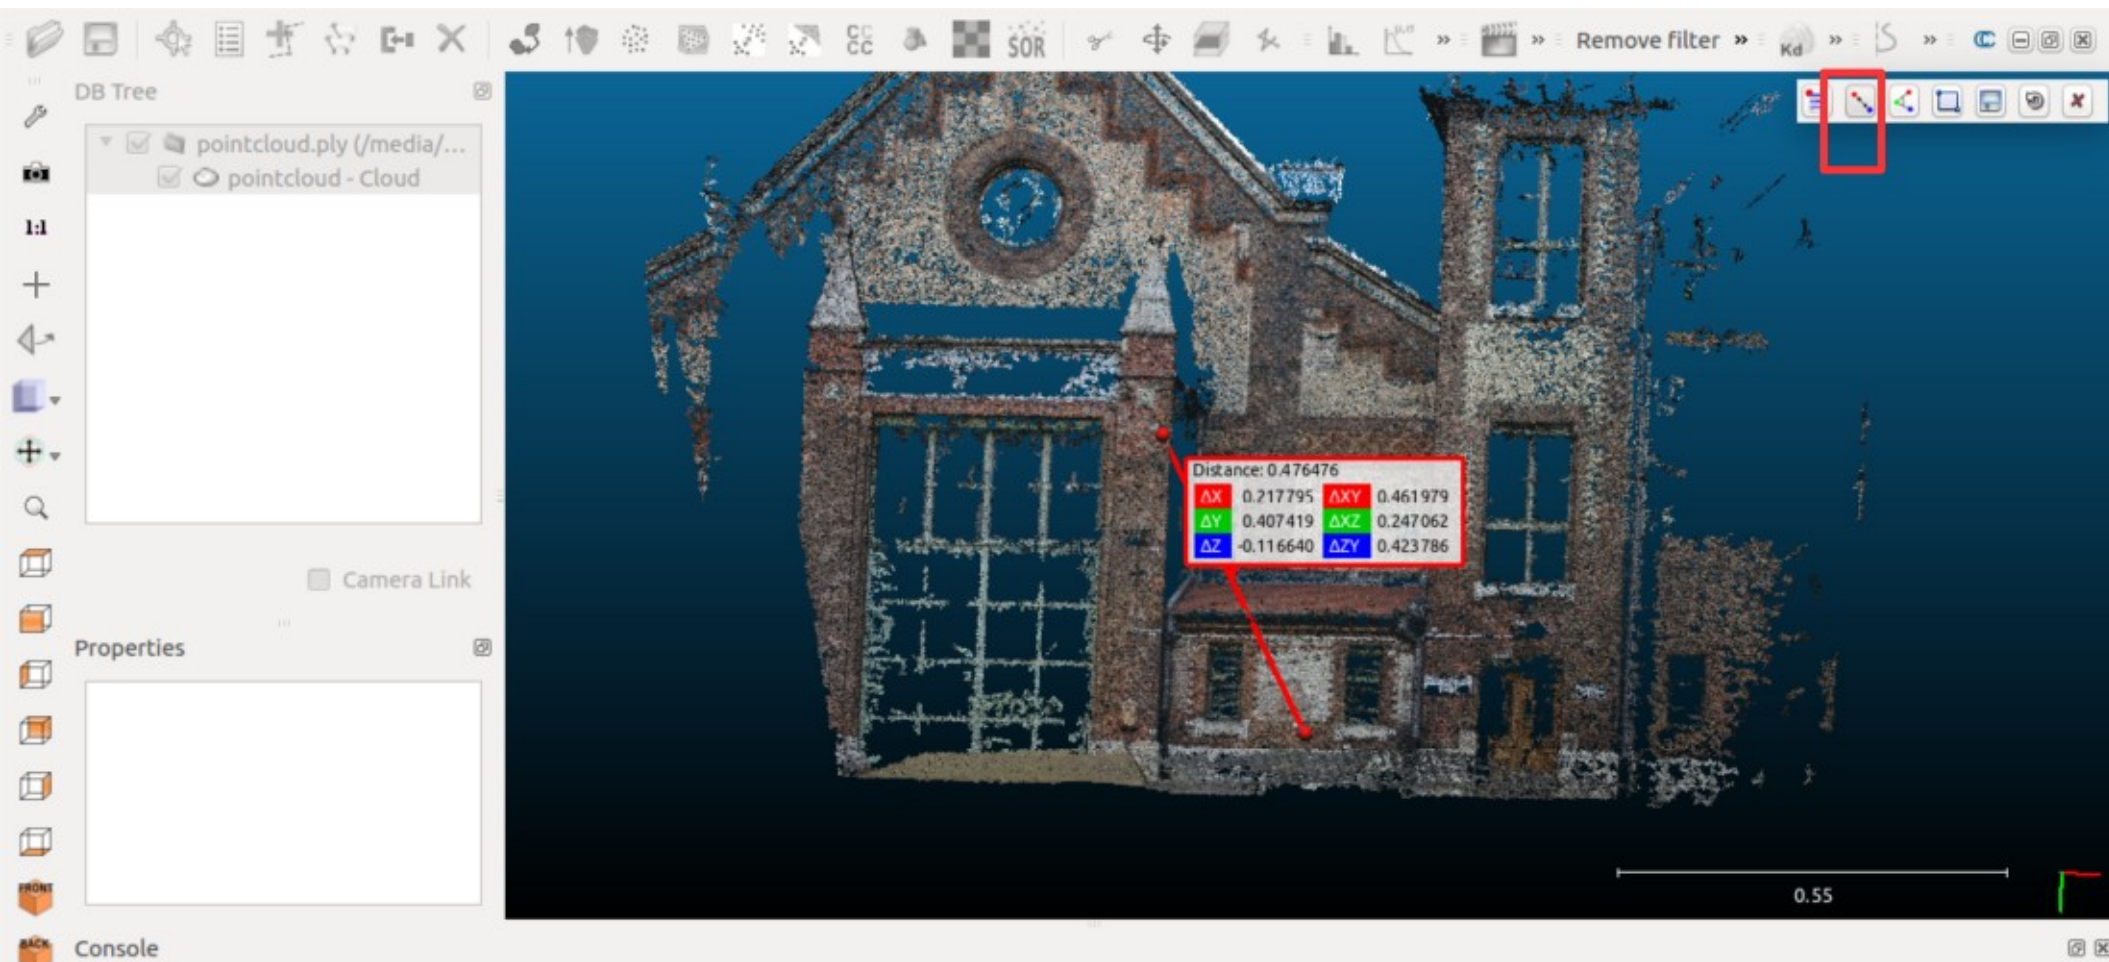 CC
CC
SOR
Remove filter »
Kd
DB Tree
pointcloud.ply (/media/...
pointcloud - Cloud
1:1
Camera Link
Properties
Distance: 0.476476
ΔX 0.217795 ΔXY 0.461979
ΔY 0.407419 ΔXZ 0.247062
ΔZ -0.116640 ΔZY 0.423786
0.55
FRONT
BACK
Console